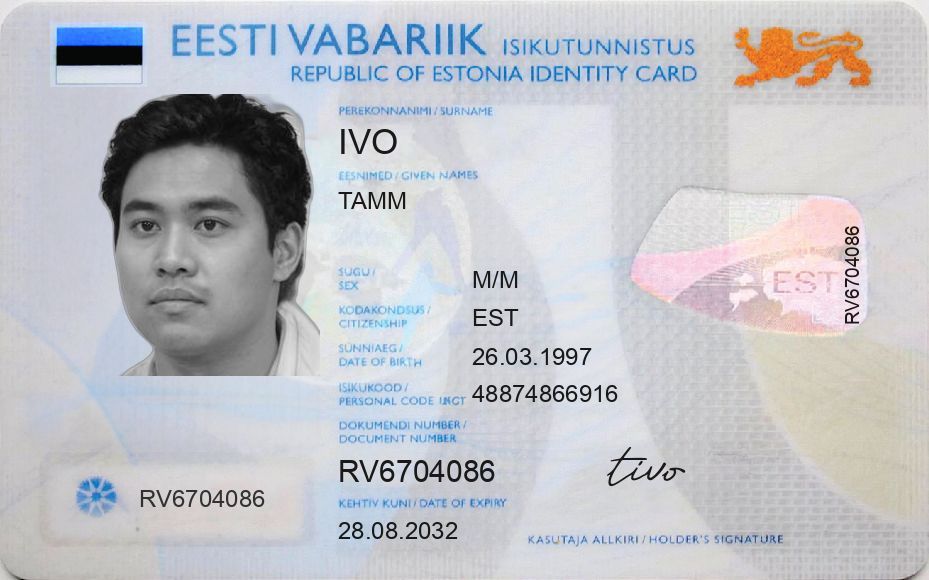 EESTI VABARIIK ISIKUTUNNISTUS
REPUBLIC OF ESTONIA IDENTITY CARD
PEREKONNANIMI / SURNAME
IVO
EESNIMED / GIVEN NAMES
TAMM
SUGU /
SEX
M/M
KODAKONDSUS /
CITIZENSHIP
EST
SÜNNIAEG /
DATE OF BIRTH
26.03.1997
ISIKUKOOD /
PERSONAL CODE
48874866916
DOKUMENDI NUMBER /
DOCUMENT NUMBER
RV6704086
KEHTIV KUNI / DATE OF EXPIRY
28.08.2032
RV6704086
EST
RV6704086
tivo
KASUTAJA ALLKIRI / HOLDER'S SIGNATURE